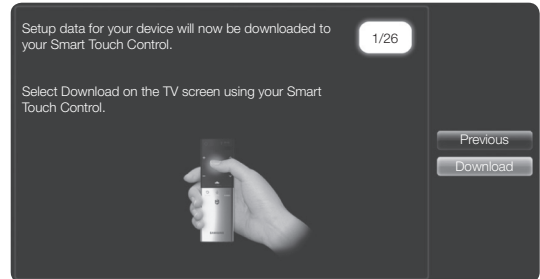 Setup data for your device will now be downloaded to
your Smart Touch Control.
1/26
Select Download on the TV screen using your Smart
Touch Control.
Previous
Download